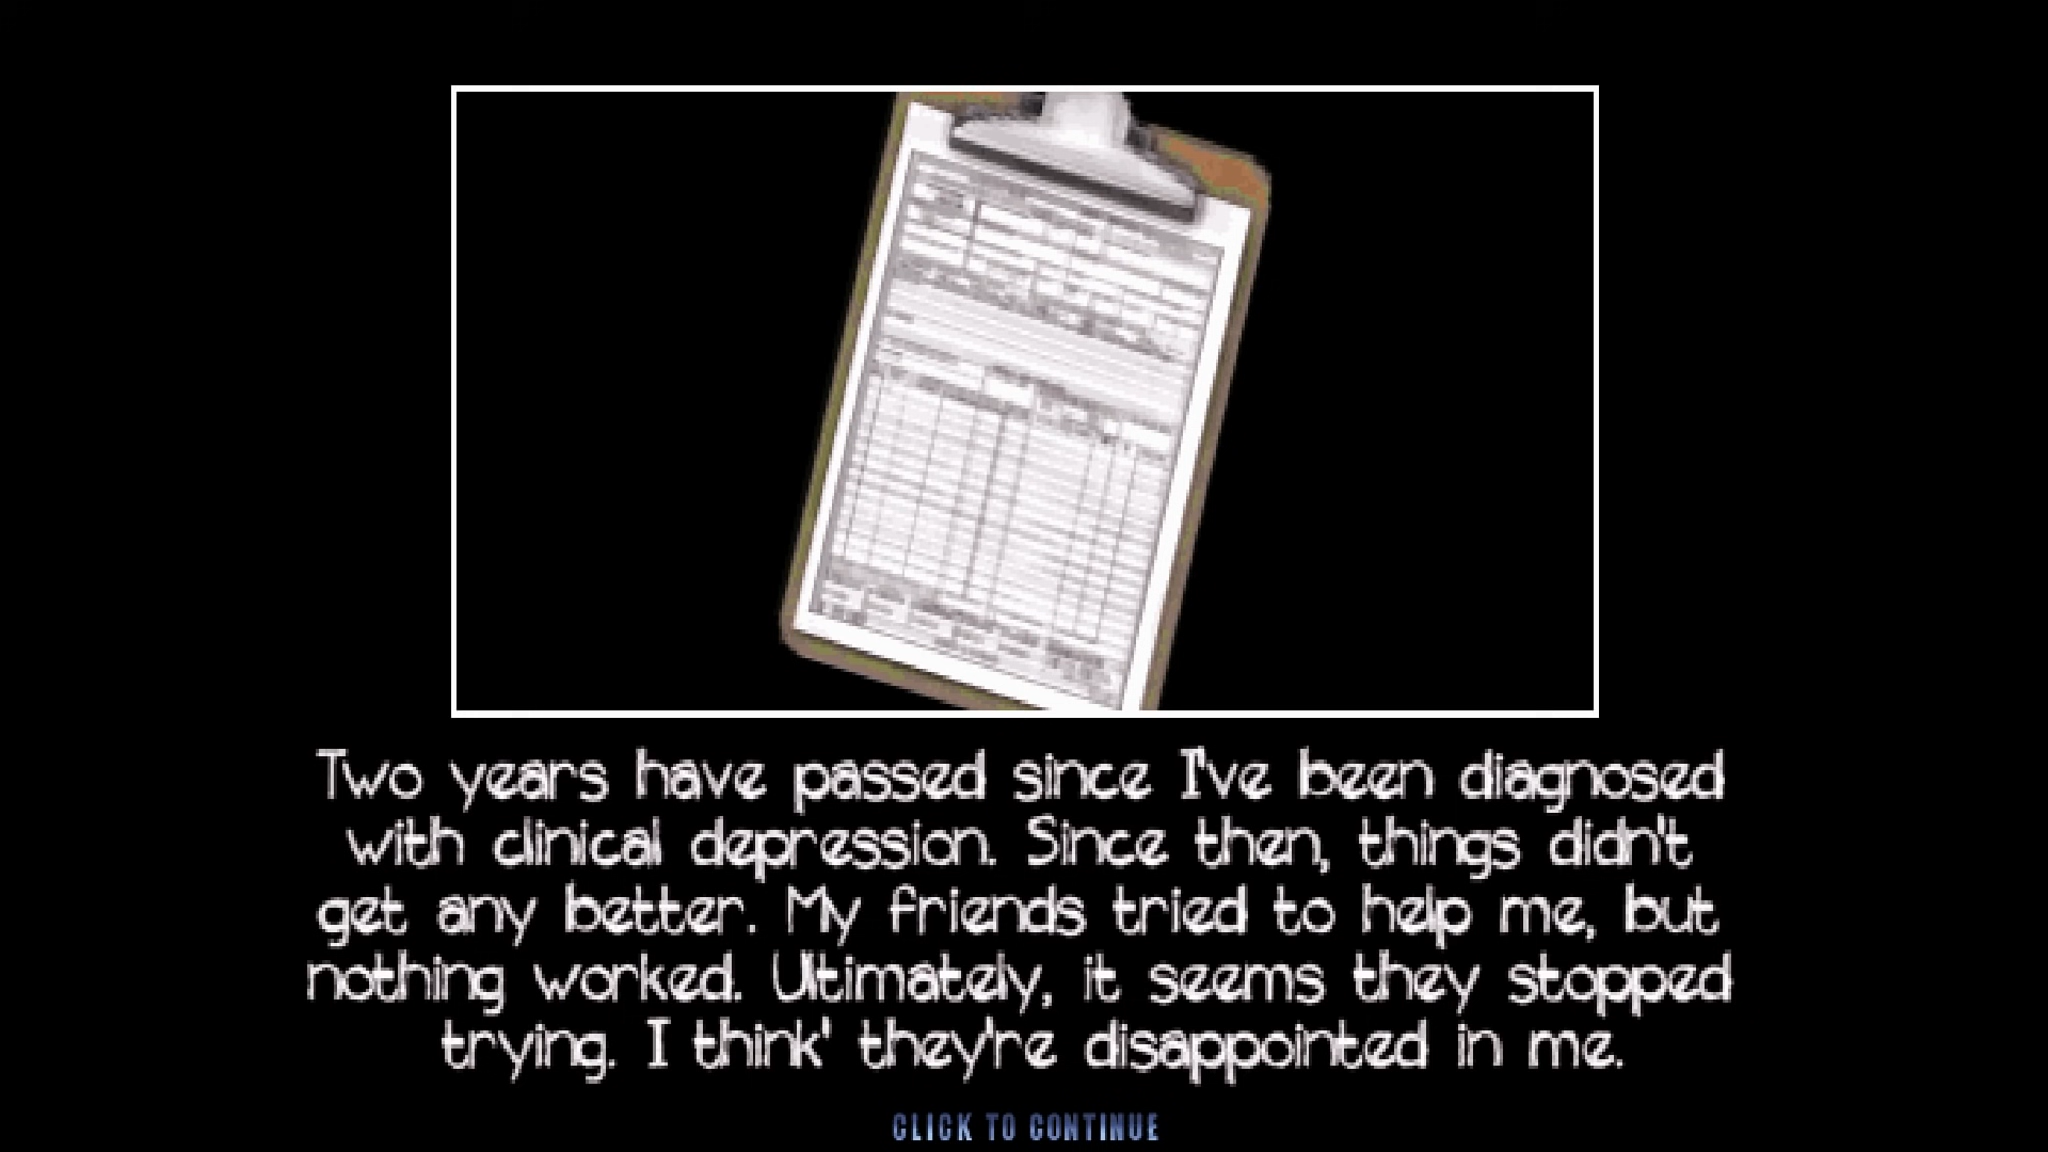 Two years have passed since I've been diagnosed
with clinical depression. Since then, things didn't
get any better. My friends tried to help me, but
nothing worked. Ultimately, it seems they stopped
trying. I think' they're disappointed in me.
CLICK TO CONTINUE